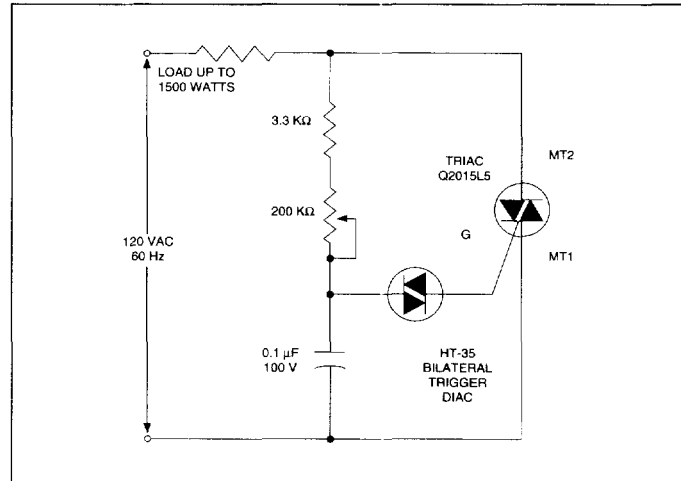 LOAD UP TO
1500 WATTS
3.3 KΩ
200 KΩ
TRIAC
Q2015L5
MT2
G
MT1
120 VAC
60 Hz
0.1 µF
100 V
HT-35
BILATERAL
TRIGGER
DIAC